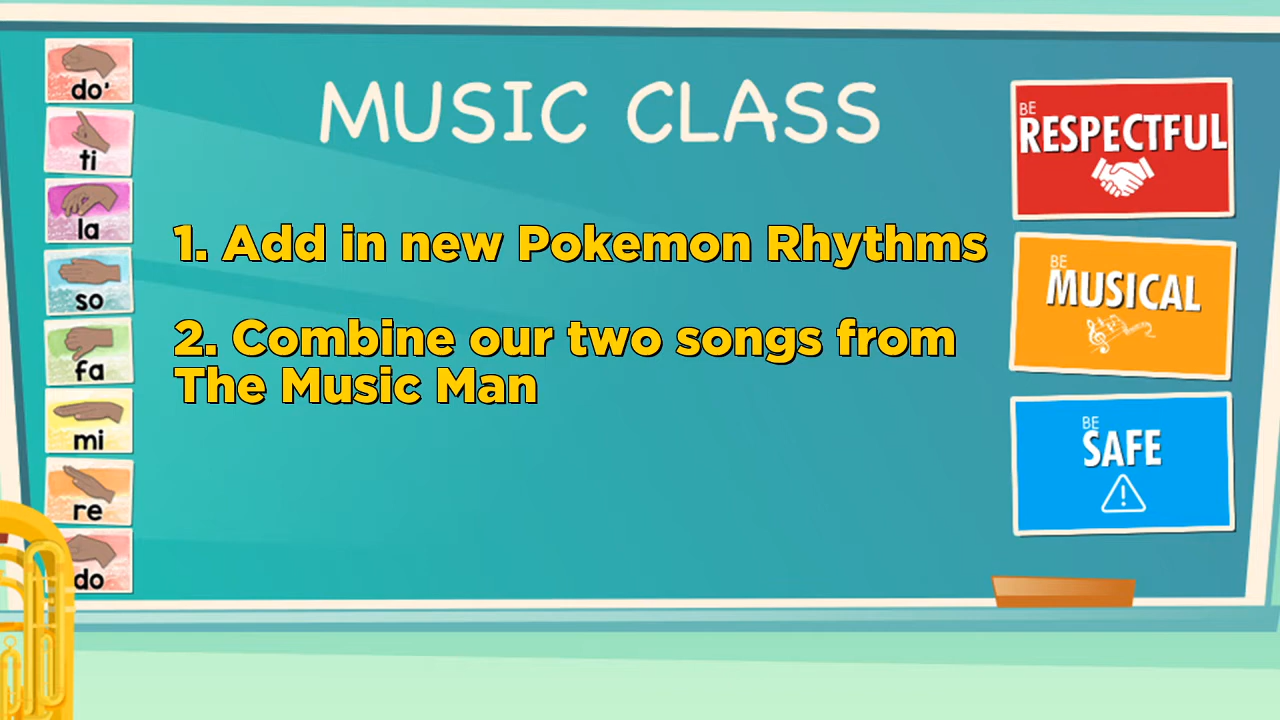 MUSIC CLASS
1. Add in new Pokemon Rhythms
2. Combine our two songs from
The Music Man
do'
ti
la
so
fa
mi
re
do
BE
RESPECTFUL
BE
MUSICAL
BE
SAFE